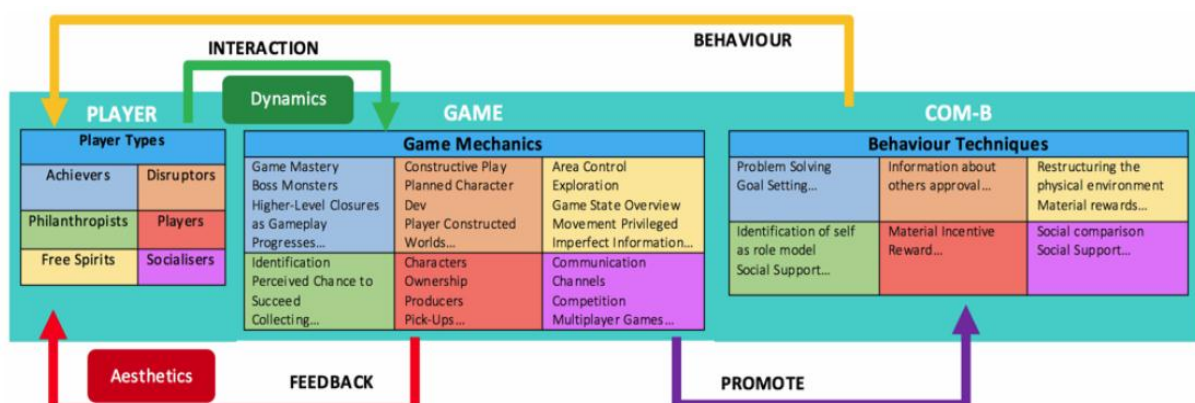 INTERACTION
BEHAVIOUR
Dynamics
PLAYER
GAME
COM-B
Player Types
Achievers
Disruptors
Philanthropists
Players
Free Spirits
Socialisers
Game Mechanics
Game Mastery
Boss Monsters
Higher-Level Closures
as Gameplay
Progresses...
Constructive Play
Planned Character
Dev
Player Constructed
Worlds...
Area Control
Exploration
Game State Overview
Movement Privileged
Imperfect Information...
Identification
Perceived Chance to
Succeed
Collecting...
Characters
Ownership
Producers
Pick-Ups...
Communication
Channels
Competition
Multiplayer Games...
Behaviour Techniques
Problem Solving
Goal Setting...
Information about
others approval...
Restructuring the
physical environment
Material rewards...
Identification of self
as role model
Social Support...
Material Incentive
Reward...
Social comparison
Social Support...
Aesthetics
FEEDBACK
PROMOTE